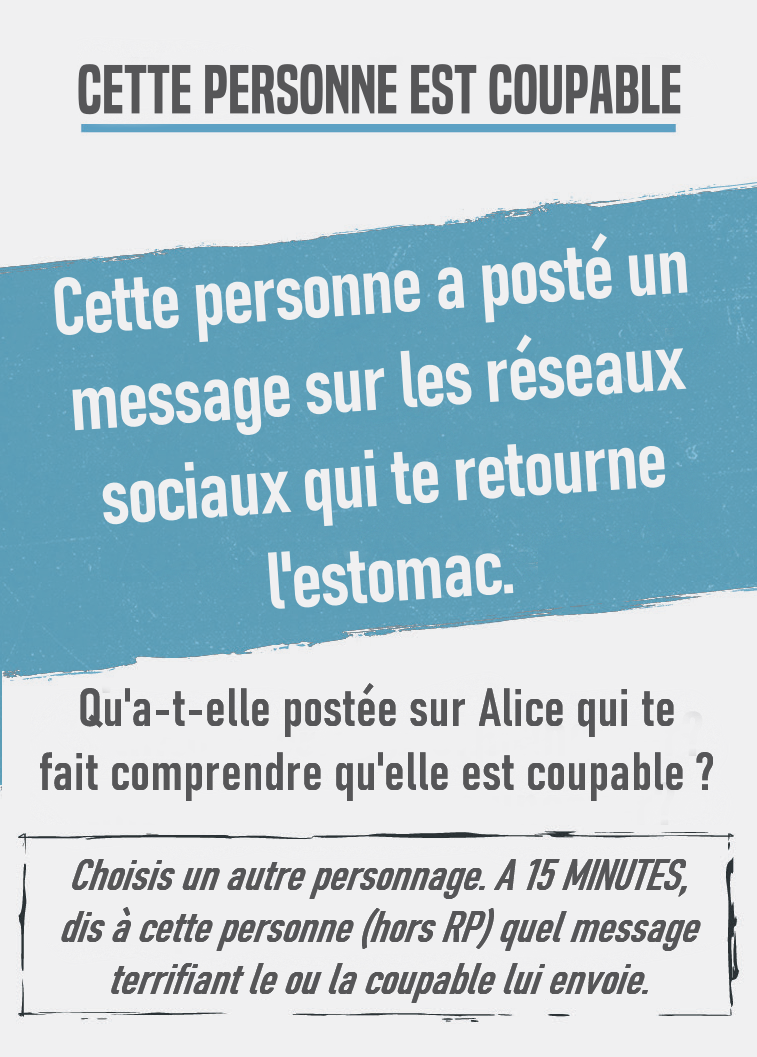 CETTE PERSONNE EST COUPABLE
Cette personne a posté un
message sur les réseaux
sociaux qui te retourne
l'estomac.
Qu'a-t-elle postée sur Alice qui te
fait comprendre qu'elle est coupable ?
Choisis un autre personnage. A 15 MINUTES,
dis à cette personne (hors RP) quel message
terrifiant le ou la coupable lui envoie.